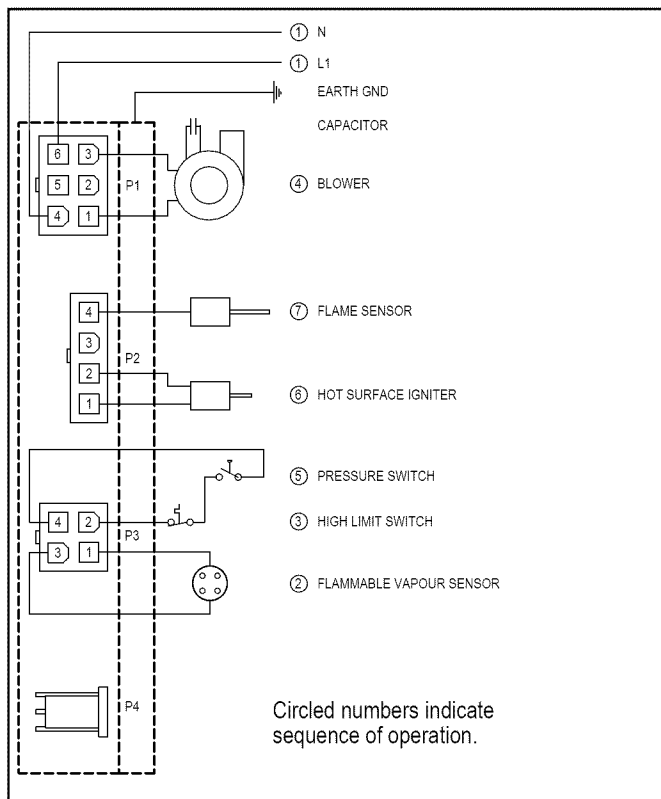 ① N
① L1
EARTH GND
CAPACITOR
6 3
5 2 P1
④ BLOWER
4 1
4
⑦ FLAME SENSOR
3
P2
2
⑥ HOT SURFACE IGNITER
1
⑤ PRESSURE SWITCH
4 2
③ HIGH LIMIT SWITCH
P3
3 1
② FLAMMABLE VAPOUR SENSOR
P4
Circled numbers indicate
sequence of operation.